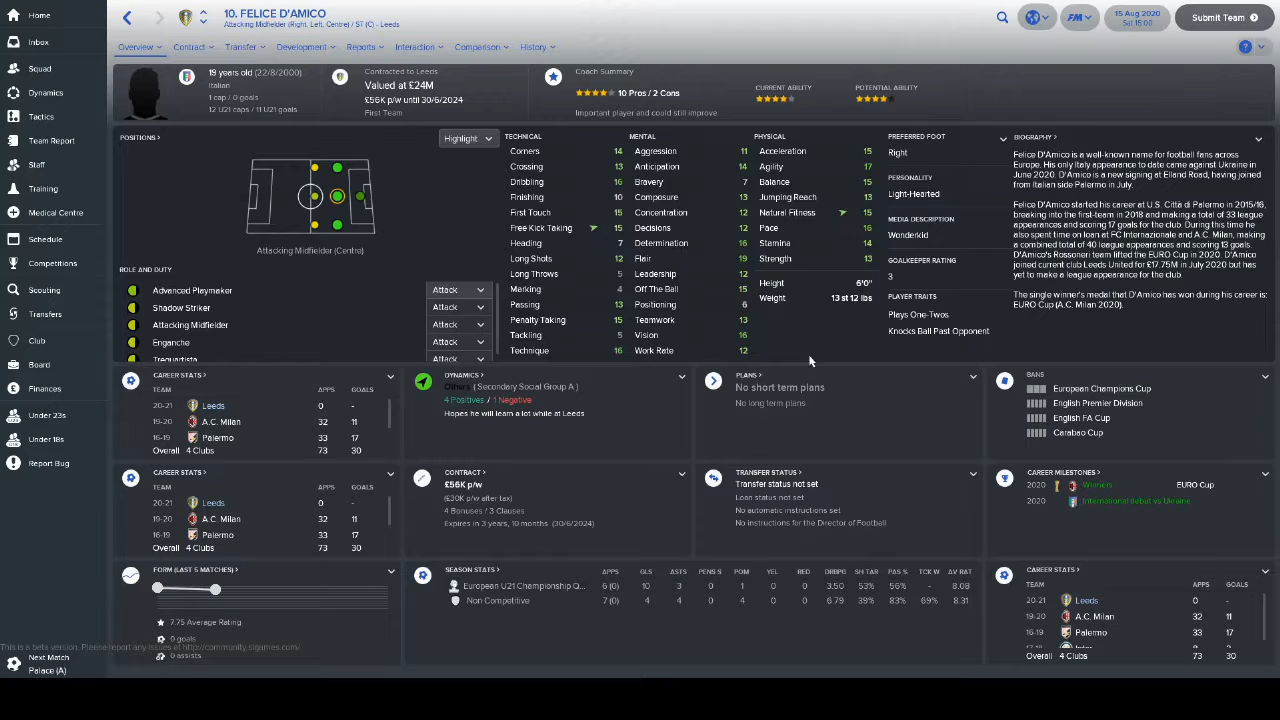 Home
Inbox
Squad
Dynamics
Tactics
Team Report
Staff
Training
Medical Centre
Schedule
Competitions
Scouting
Transfers
Club
Board
Finances
Under 23s
Under 18s
Report Bug
Next Match
Palace (A)
10. FELICE D'AMICO
Attacking Midfielder (Right, Left, Centre) / ST (C) - Leeds
FM
15 Aug 2020
Sat 15:00
Submit Team
Overview Contract Transfer Development Reports Interaction Comparison History
?
19 years old (22/8/2000)
Italian
1 cap / 0 goals
12 U21 caps / 11 U21 goals
Contracted to Leeds
Valued at £24M
£56K p/w until 30/6/2024
First Team
Coach Summary
10 Pros / 2 Cons
Important player and could still improve
CURRENT ABILITY
POTENTIAL ABILITY
POSITIONS >
Highlight
Attacking Midfielder (Centre)
ROLE AND DUTY
Advanced Playmaker Attack
Shadow Striker Attack
Attacking Midfielder Attack
Enganche Attack
Trequartista Attack
TECHNICAL
Corners 14
Crossing 13
Dribbling 16
Finishing 10
First Touch 15
Free Kick Taking 15
Heading 7
Long Shots 12
Long Throws 5
Marking 4
Passing 13
Penalty Taking 15
Tackling 5
Technique 16
MENTAL
Aggression 11
Anticipation 14
Bravery 7
Composure 13
Concentration 12
Decisions 12
Determination 16
Flair 19
Leadership 12
Off The Ball 15
Positioning 6
Teamwork 13
Vision 16
Work Rate 12
PHYSICAL
Acceleration 15
Agility 17
Balance 15
Jumping Reach 13
Natural Fitness 15
Pace 16
Stamina 14
Strength 13
Height 6'0"
Weight 13 st 12 lbs
PREFERRED FOOT
Right
PERSONALITY
Light-Hearted
MEDIA DESCRIPTION
Wonderkid
GOALKEEPER RATING
3
PLAYER TRAITS
Plays One-Twos
Knocks Ball Past Opponent
BIOGRAPHY >
Felice D'Amico is a well-known name for football fans across
Europe. His only Italy appearance to date came against Ukraine in
June 2020. D'Amico is a new signing at Elland Road, having
joined from Italian side Palermo in July.
Felice D'Amico started his career at U.S. Città di Palermo in 2015/16,
breaking into the first-team in 2018 and making a total of 33 league
appearances and scoring 17 goals for the club. During this time he
also spent time on loan at FC Internazionale and A.C. Milan, making
a combined total of 40 league appearances and scoring 13 goals.
D'Amico's Rossoneri team lifted the EURO Cup in 2020. D'Amico
joined current club Leeds United for £17.75M in July 2020 but has
yet to make a league appearance for the club.
The single winner's medal that D'Amico has won during his career is:
EURO Cup (A.C. Milan 2020).
CAREER STATS >
TEAM APPS GOALS
20-21 Leeds 0 -
19-20 A.C. Milan 32 11
16-19 Palermo 33 17
Overall 4 Clubs 73 30
DYNAMICS >
Others ( Secondary Social Group A )
4 Positives / 1 Negative
Hopes he will learn a lot while at Leeds
PLANS >
No short term plans
No long term plans
BANS
European Champions Cup
English Premier Division
English FA Cup
Carabao Cup
CAREER STATS >
TEAM APPS GOALS
20-21 Leeds 0 -
19-20 A.C. Milan 32 11
16-19 Palermo 33 17
Overall 4 Clubs 73 30
CONTRACT >
£56K p/w
(£30K p/w after tax)
4 Bonuses / 3 Clauses
Expires in 3 years, 10 months (30/6/2024)
TRANSFER STATUS >
Transfer status not set
Loan status not set
No automatic instructions set
No instructions for the Director of Football
CAREER MILESTONES >
2020 Winners EURO Cup
2020 International debut vs Ukraine
FORM (LAST 5 MATCHES) >
7.75 Average Rating
0 goals
0 assists
SEASON STATS > APPS GLS ASTS PENS S POM YEL RED DRBPG SH TAR PAS % TCK W AV RAT
European U21 Championship Q... 6 (0) 10 3 0 1 0 0 3.50 53% 56% - 8.08
Non Competitive 7 (0) 4 4 0 4 0 0 6.79 39% 83% 69% 8.31
CAREER STATS >
TEAM APPS GOALS
20-21 Leeds 0 -
19-20 A.C. Milan 32 11
16-19 Palermo 33 17
Overall 4 Clubs 73 30
This is a beta version. Please report any issues at http://community.sigames.com/